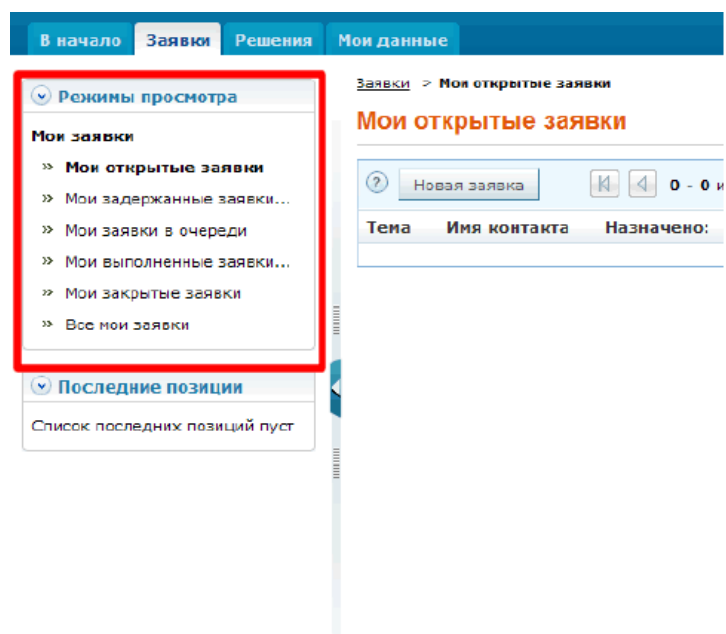 В начало Заявки Решения Мои данные
Режимы просмотра
Мои заявки
» Мои открытые заявки
» Мои задержанные заявки...
» Мои заявки в очереди
» Мои выполненные заявки...
» Мои закрытые заявки
» Все мои заявки
Последние позиции
Список последних позиций пуст
Заявки > Мои открытые заявки
Мои открытые заявки
? Новая заявка 0 - 0 и
Тема Имя контакта Назначено: